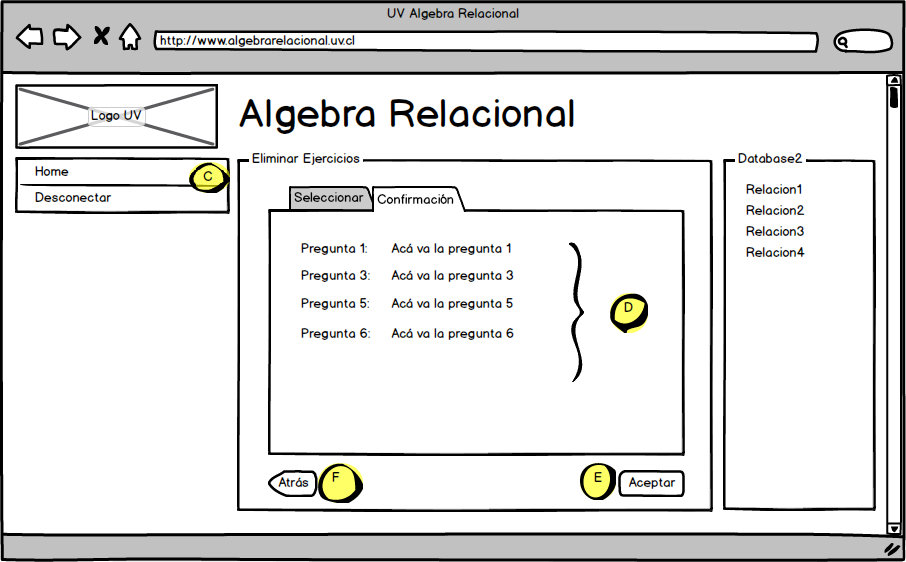 UV Algebra Relacional
http://www.algebrarelacional.uv.cl
Logo UV
Algebra Relacional
Home
C
Desconectar
Eliminar Ejercicios
Seleccionar
Confirmación
Pregunta 1: Acá va la pregunta 1
Pregunta 3: Acá va la pregunta 3
Pregunta 5: Acá va la pregunta 5
Pregunta 6: Acá va la pregunta 6
D
Atrás
F
E
Aceptar
Database2
Relacion1
Relacion2
Relacion3
Relacion4